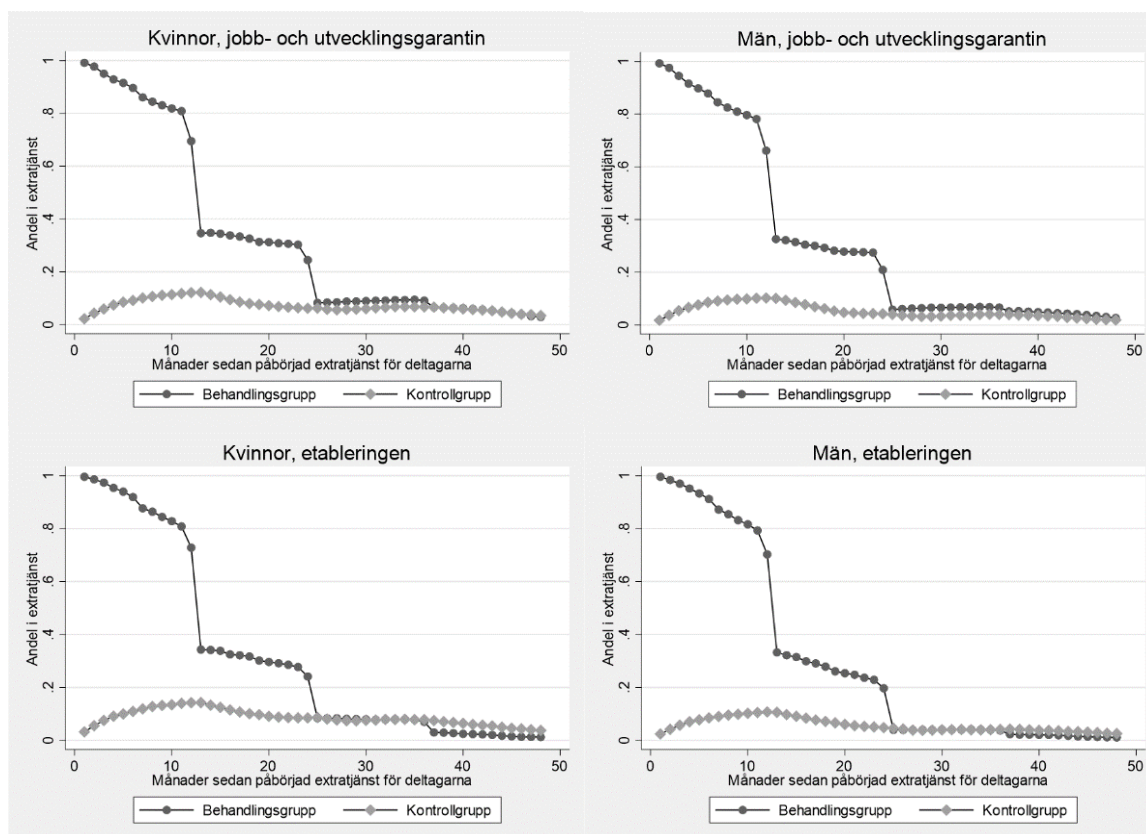 Kvinnor, jobb- och utvecklingsgarantin
Andel i extratjänst
1
.8
.6
.4
.2
0
0 10 20 30 40 50
Månader sedan påbörjad extratjänst för deltagarna
Behandlingsgrupp Kontrollgrupp
Män, jobb- och utvecklingsgarantin
Andel i extratjänst
1
.8
.6
.4
.2
0
0 10 20 30 40 50
Månader sedan påbörjad extratjänst för deltagarna
Behandlingsgrupp Kontrollgrupp
Kvinnor, etableringen
Andel i extratjänst
1
.8
.6
.4
.2
0
0 10 20 30 40 50
Månader sedan påbörjad extratjänst för deltagarna
Behandlingsgrupp Kontrollgrupp
Män, etableringen
Andel i extratjänst
1
.8
.6
.4
.2
0
0 10 20 30 40 50
Månader sedan påbörjad extratjänst för deltagarna
Behandlingsgrupp Kontrollgrupp